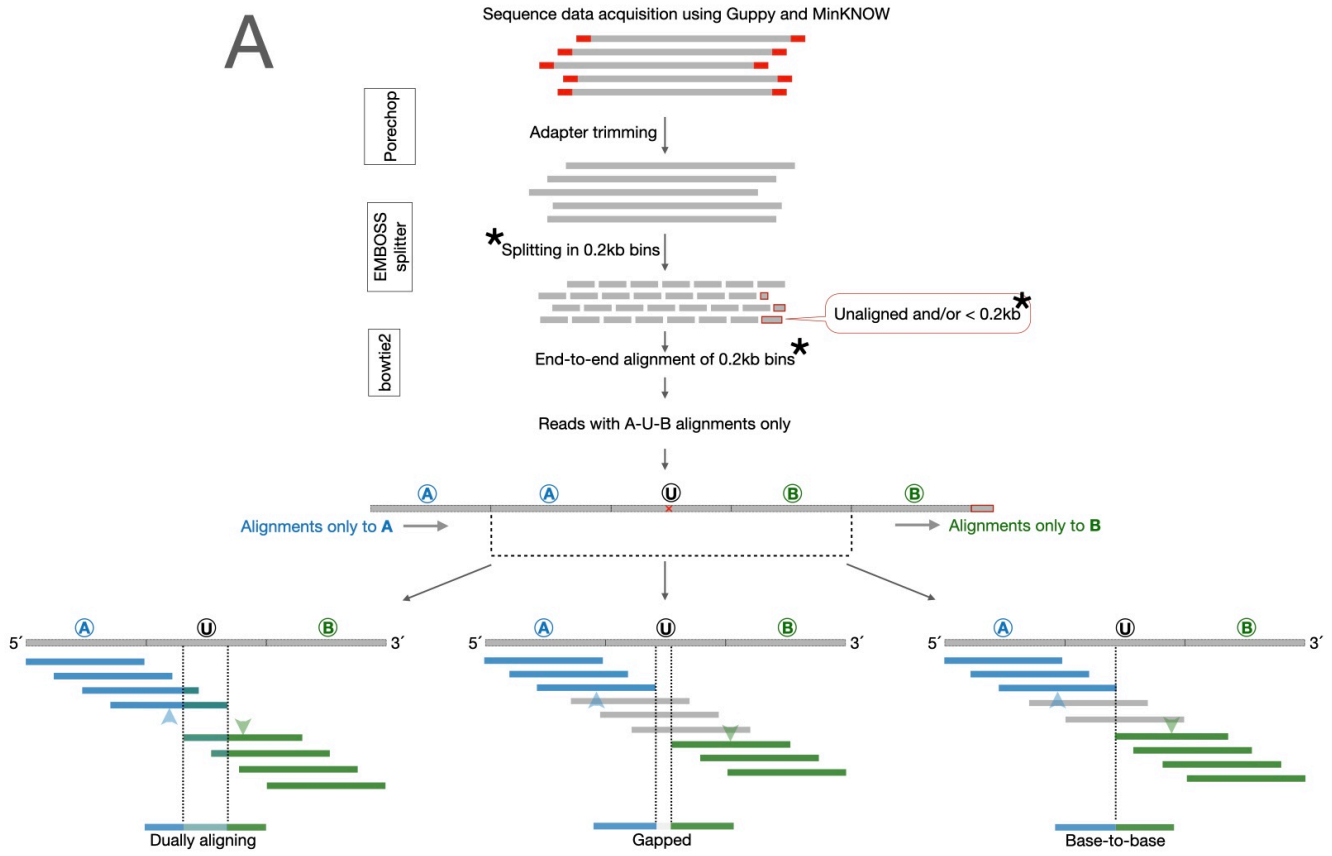 A
Sequence data acquisition using Guppy and MinKNOW
Porechop
Adapter trimming
EMBOSS
splitter
*Splitting in 0.2kb bins
Unaligned and/or < 0.2kb*
bowtie2
End-to-end alignment of 0.2kb bins*
Reads with A-U-B alignments only
A A U B B
×
Alignments only to A
Alignments only to B
5´ A U B 3´
5´ A U B 3´
5´ A U B 3´
Dually aligning
Gapped
Base-to-base